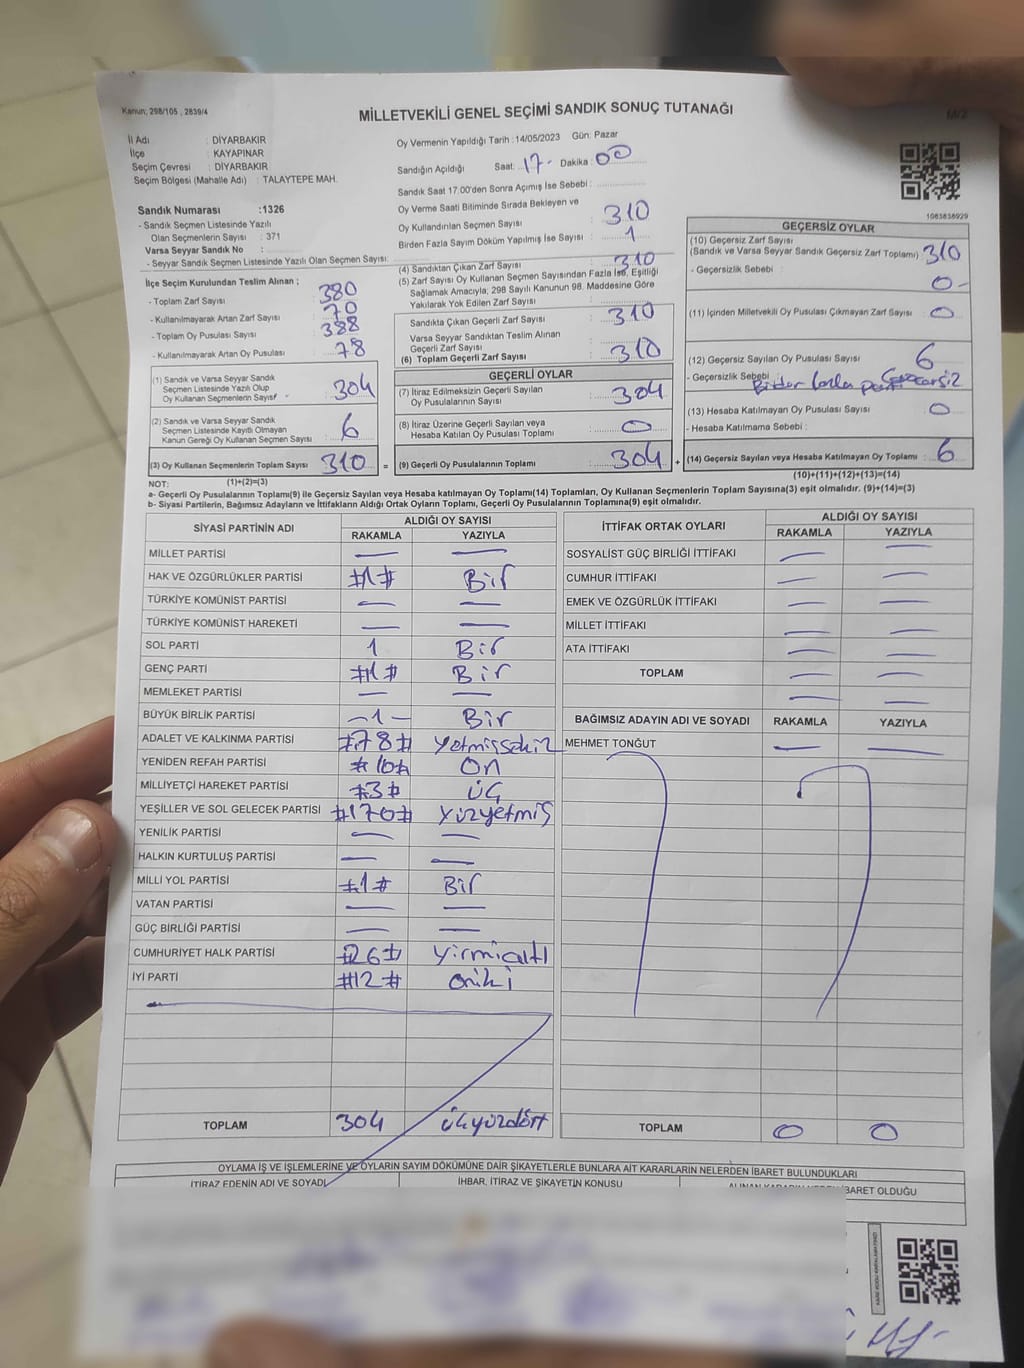 Kanun; 298/105 , 2839/4
MİLLETVEKİLİ GENEL SEÇİMİ SANDIK SONUÇ TUTANAĞI
İl Adı : DİYARBAKIR
İlçe : KAYAPINAR
Seçim Çevresi : DİYARBAKIR
Seçim Bölgesi (Mahalle Adı) : TALAYTEPE MAH.
Sandık Numarası :1326
- Sandık Seçmen Listesinde Yazılı
Olan Seçmenlerin Sayısı : 371
Varsa Seyyar Sandık No :
- Seyyar Sandık Seçmen Listesinde Yazılı Olan Seçmen Sayısı:
Oy Vermenin Yapıldığı Tarih : 14/05/2023 Gün: Pazar
Sandığın Açıldığı Saat: 17- Dakika: 00
Sandık Saat 17:00'den Sonra Açımış İse Sebebi :
Oy Verme Saati Bitiminde Sırada Bekleyen ve
Oy Kullandırılan Seçmen Sayısı : 310
Birden Fazla Sayım Döküm Yapılmış İse Sayısı : 1
1083838929
İlçe Seçim Kurulundan Teslim Alınan ;
- Toplam Zarf Sayısı : 380
- Kullanılmayarak Artan Zarf Sayısı : 70
- Toplam Oy Pusulası Sayısı : 388
- Kullanılmayarak Artan Oy Pusulası : 78
(4) Sandıktan Çıkan Zarf Sayısı : 310
(5) Zarf Sayısı Oy Kullanan Seçmen Sayısından Fazla İse, Eşitliği
Sağlamak Amacıyla; 298 Sayılı Kanunun 98. Maddesine Göre
Yakılarak Yok Edilen Zarf Sayısı :
Sandıkta Çıkan Geçerli Zarf Sayısı : 310
Varsa Seyyar Sandıktan Teslim Alınan
Geçerli Zarf Sayısı :
(6) Toplam Geçerli Zarf Sayısı : 310
GEÇERSİZ OYLAR
(10) Geçersiz Zarf Sayısı
(Sandık ve Varsa Seyyar Sandık Geçersiz Zarf Toplamı) 310
- Geçersizlik Sebebi : 0-
(11) İçinden Milletvekili Oy Pusulası Çıkmayan Zarf Sayısı : 0
(12) Geçersiz Sayılan Oy Pusulası Sayısı : 6
- Geçersizlik Sebebi
(13) Hesaba Katılmayan Oy Pusulası Sayısı : 0
- Hesaba Katılmama Sebebi :
(1) Sandık ve Varsa Seyyar Sandık
Seçmen Listesinde Yazılı Olup
Oy Kullanan Seçmenlerin Sayısı 304
(2) Sandık ve Varsa Seyyar Sandık
Seçmen Listesinde Kayıtlı Olmayan
Kanun Gereği Oy Kullanan Seçmen Sayısı : 6
GEÇERLİ OYLAR
(7) İtiraz Edilmeksizin Geçerli Sayılan
Oy Pusulalarının Sayısı : 304
(8) İtiraz Üzerine Geçerli Sayılan veya
Hesaba Katılan Oy Pusulası Toplamı : 0
(3) Oy Kullanan Seçmenlerin Toplam Sayısı 310 = (9) Geçerli Oy Pusulalarının Toplamı : 304 + (14) Geçersiz Sayılan veya Hesaba Katılmayan Oy Toplamı : 6
NOT: (1)+(2)=(3) (10)+(11)+(12)+(13)=(14)
a- Geçerli Oy Pusulalarının Toplamı(9) ile Geçersiz Sayılan veya Hesaba katılmayan Oy Toplamı(14) Toplamları, Oy Kullanan Seçmenlerin Toplam Sayısına(3) eşit olmalıdır. (9)+(14)=(3)
b- Siyasi Partilerin, Bağımsız Adayların ve İttifakların Aldığı Oyların Toplamı, Geçerli Oy Pusulalarının Toplamına(9) eşit olmalıdır.
SİYASİ PARTİNİN ADI ALDIĞI OY SAYISI
RAKAMLA YAZIYLA
MİLLET PARTİSİ — —
HAK VE ÖZGÜRLÜKLER PARTİSİ #1# Bir
TÜRKİYE KOMÜNİST PARTİSİ — —
TÜRKİYE KOMÜNİST HAREKETİ — —
SOL PARTİ 1 Bir
GENÇ PARTİ #1# Bir
MEMLEKET PARTİSİ — —
BÜYÜK BİRLİK PARTİSİ -1- Bir
ADALET VE KALKINMA PARTİSİ #78# Yetmişsekiz
YENİDEN REFAH PARTİSİ #10# On
MİLLİYETÇİ HAREKET PARTİSİ #3# üç
YEŞİLLER VE SOL GELECEK PARTİSİ #170# Yüzyetmiş
YENİLİK PARTİSİ — —
HALKIN KURTULUŞ PARTİSİ — —
MİLLİ YOL PARTİSİ #1# Bir
VATAN PARTİSİ — —
GÜÇ BİRLİĞİ PARTİSİ — —
CUMHURİYET HALK PARTİSİ #26# yirmialtı
İYİ PARTİ #12# oniki
TOPLAM 304 üçyüzdört
İTTİFAK ORTAK OYLARI ALDIĞI OY SAYISI
RAKAMLA YAZIYLA
SOSYALİST GÜÇ BİRLİĞİ İTTİFAKI — —
CUMHUR İTTİFAKI — —
EMEK VE ÖZGÜRLÜK İTTİFAKI — —
MİLLET İTTİFAKI — —
ATA İTTİFAKI — —
TOPLAM — —
BAĞIMSIZ ADAYIN ADI VE SOYADI RAKAMLA YAZIYLA
MEHMET TONĞUT — —
TOPLAM 0 0
OYLAMA İŞ VE İŞLEMLERİNE VE OYLARIN SAYIM DÖKÜMÜNE DAİR ŞİKAYETLERLE BUNLARA AİT KARARLARIN NELERDEN İBARET BULUNDUKLARI
İTİRAZ EDENİN ADI VE SOYADI İHBAR, İTİRAZ VE ŞİKAYETİN KONUSU İBARET OLDUĞU